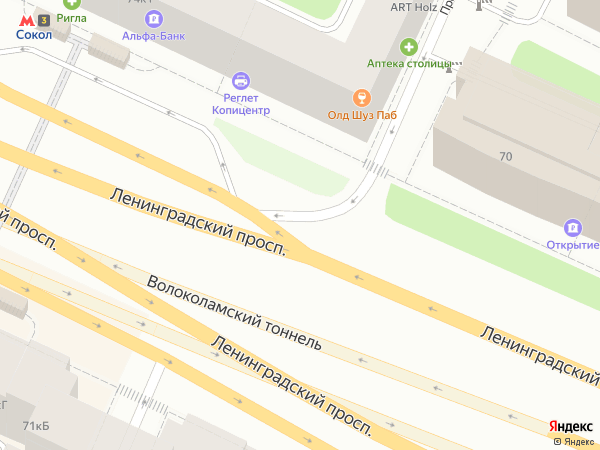 74к1
ART Holz
Ригла
3
Сокол
Альфа-Банк
Аптека столицы
Реглет
Копицентр
Олд Шуз Паб
70
Ленинградский просп.
й просп.
Открытие
Волоколамский тоннель
Ленинградский
Ленинградский просп.
71кБ
Яндекс
© Яндекс